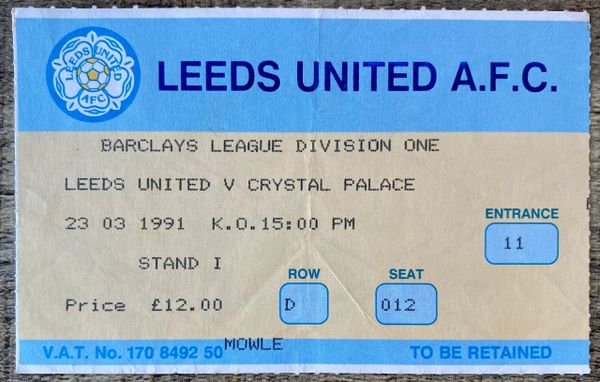 LEEDS UNITED
AFC
LEEDS UNITED A.F.C.
BARCLAYS LEAGUE DIVISION ONE
LEEDS UNITED V CRYSTAL PALACE
23 03 1991 K.O.15:00 PM
ENTRANCE
11
STAND I
ROW
SEAT
Price £12.00
D
012
MOWLE
V.A.T. No. 170 8492 50
TO BE RETAINED